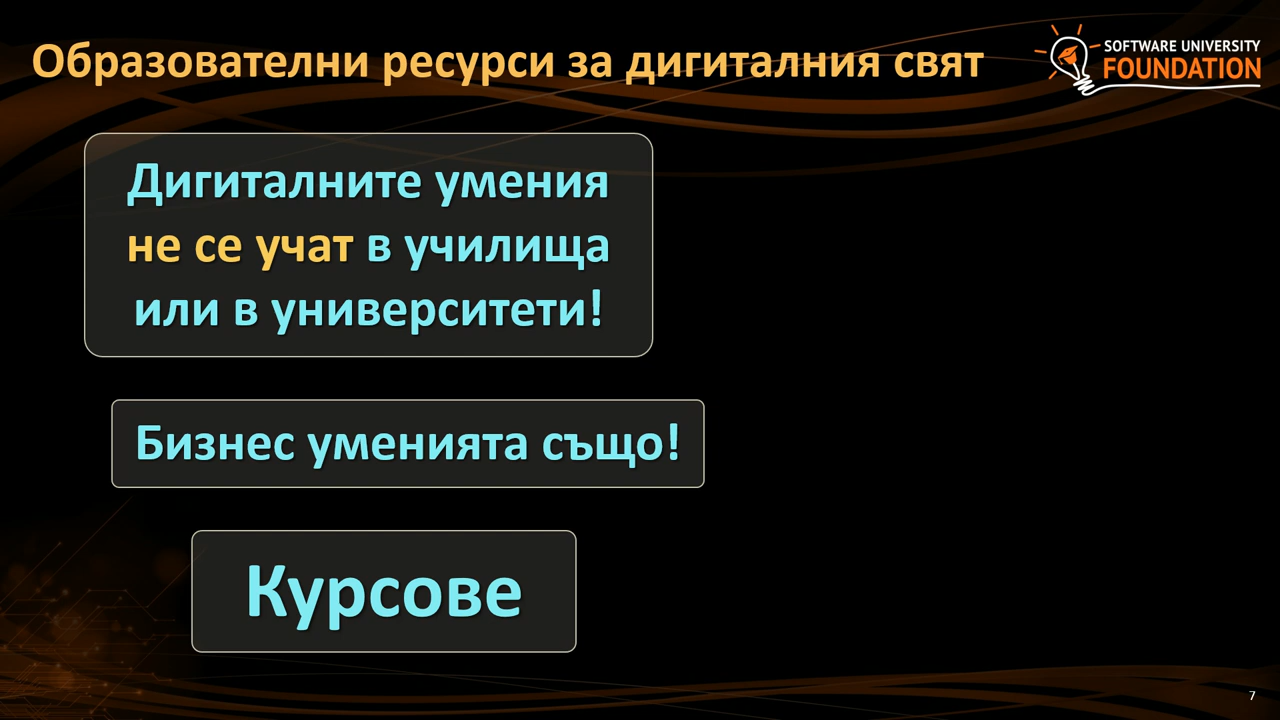 Образователни ресурси за дигиталния свят
SOFTWARE UNIVERSITY
FOUNDATION
Дигиталните умения
не се учат в училища
или в университети!
Бизнес уменията също!
Курсове
7